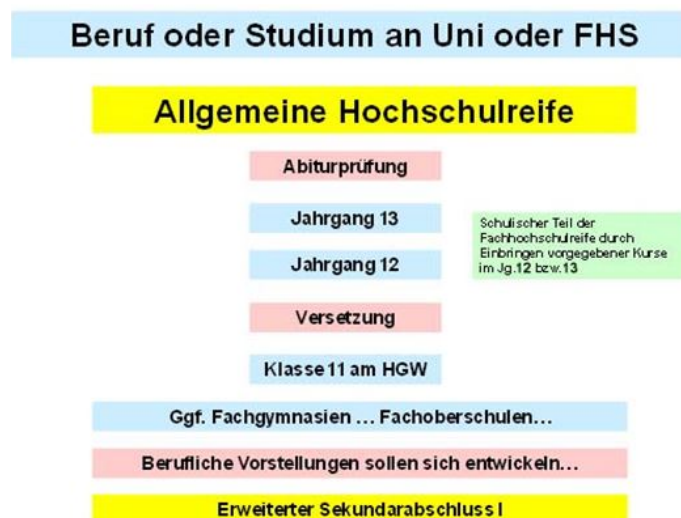 Beruf oder Studium an Uni oder FHS
Allgemeine Hochschulreife
Abiturprüfung
Jahrgang 13
Jahrgang 12
Schulischer Teil der
Fachhochschulreife durch
Einbringen vorgegebener Kurse
im Jg.12 bzw.13
Versetzung
Klasse 11 am HGW
Ggf. Fachgymnasien ... Fachoberschulen...
Berufliche Vorstellungen sollen sich entwickeln...
Erweiterter Sekundarabschluss I